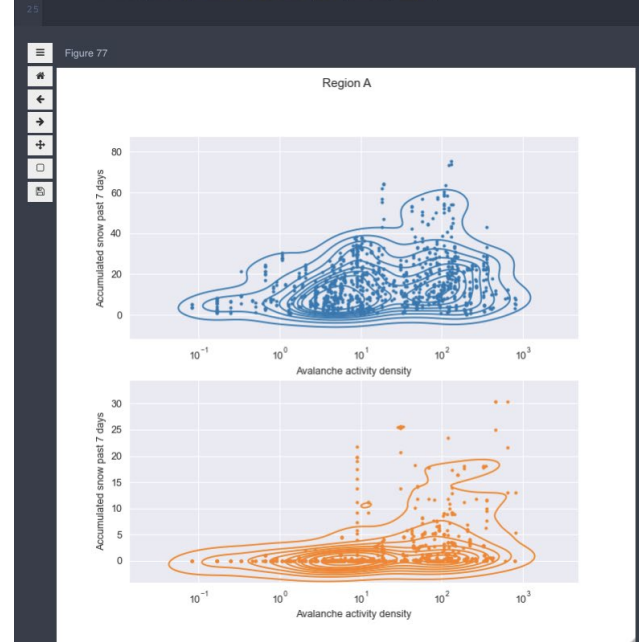 25
Figure 77
Region A
80
60
40
20
0
Accumulated snow past 7 days
10⁻¹ 10⁰ 10¹ 10² 10³
Avalanche activity density
30
25
20
15
10
5
0
Accumulated snow past 7 days
10⁻¹ 10⁰ 10¹ 10² 10³
Avalanche activity density